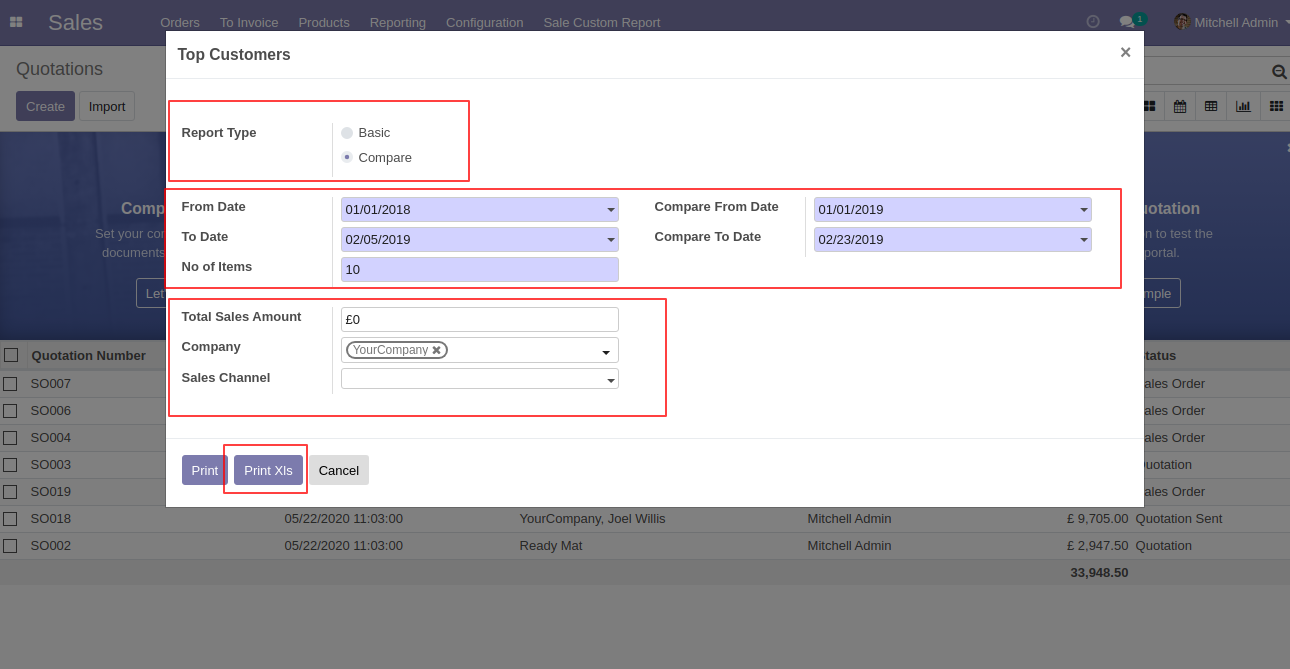 Sales Orders To Invoice Products Reporting Configuration Sale Custom Report 1 Mitchell Admin
Top Customers ×
Quotations
Create Import
Report Type Basic
Compare
From Date 01/01/2018 Compare From Date 01/01/2019
To Date 02/05/2019 Compare To Date 02/23/2019
No of Items 10
Total Sales Amount £0
Company YourCompany
Sales Channel
Print Print Xls Cancel
Comp
Set your cor
documents
Let
uotation
n to test the
portal.
mple
Quotation Number tatus
SO007 ales Order
SO006 ales Order
SO004 ales Order
SO003 uotation
SO019 ales Order
SO018 05/22/2020 11:03:00 YourCompany, Joel Willis Mitchell Admin £ 9,705.00 Quotation Sent
SO002 05/22/2020 11:03:00 Ready Mat Mitchell Admin £ 2,947.50 Quotation
33,948.50